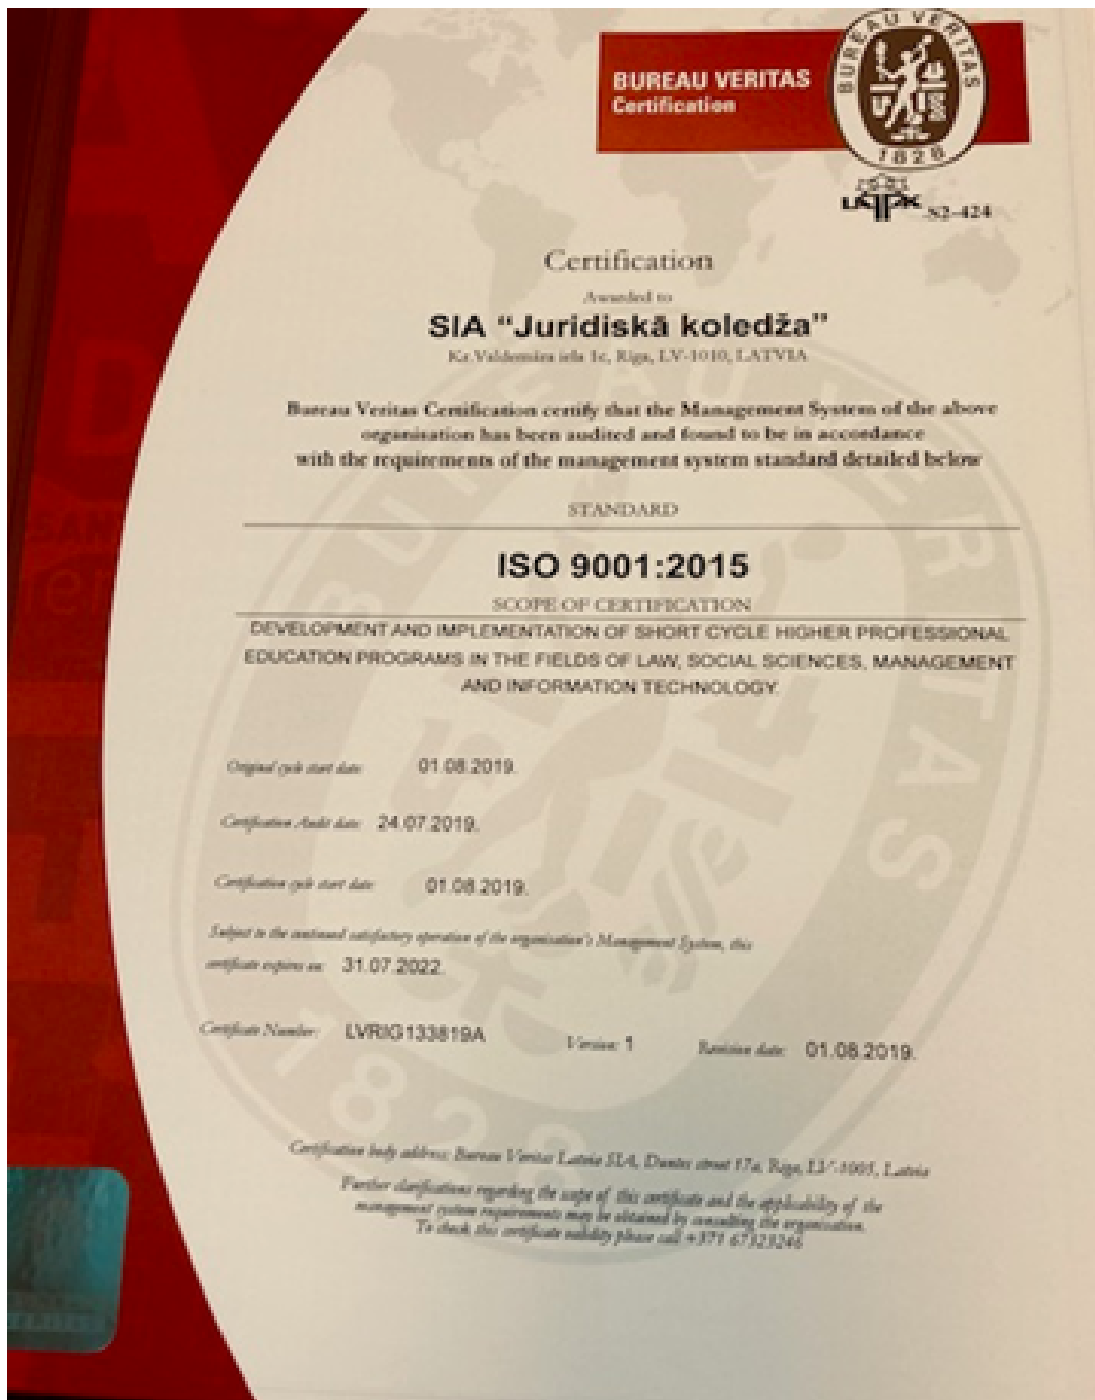 BUREAU VERITAS
Certification
BUREAU VERITAS
1828
LATAK
S2-424
Certification
Awarded to
SIA “Juridiskā koledža”
Kr.Valdemāra iela 1c, Rīga, LV-1010, LATVIA
Bureau Veritas Certification certify that the Management System of the above
organisation has been audited and found to be in accordance
with the requirements of the management system standard detailed below
STANDARD
ISO 9001:2015
SCOPE OF CERTIFICATION
DEVELOPMENT AND IMPLEMENTATION OF SHORT CYCLE HIGHER PROFESSIONAL
EDUCATION PROGRAMS IN THE FIELDS OF LAW, SOCIAL SCIENCES, MANAGEMENT
AND INFORMATION TECHNOLOGY.
Original cycle start date: 01.08.2019.
Certification Audit date: 24.07.2019.
Certification cycle start date: 01.08.2019.
Subject to the continued satisfactory operation of the organisation's Management System, this
certificate expires on: 31.07.2022.
Certificate Number: LVRIG133819A Version: 1 Revision date: 01.08.2019.
Certification body address: Bureau Veritas Latvia SIA, Duntes street 17a, Riga, LV-1005, Latvia
Further clarifications regarding the scope of this certificate and the applicability of the
management system requirements may be obtained by consulting the organisation.
To check this certificate validity please call +371 67323246
BUREAU VERITAS
1828